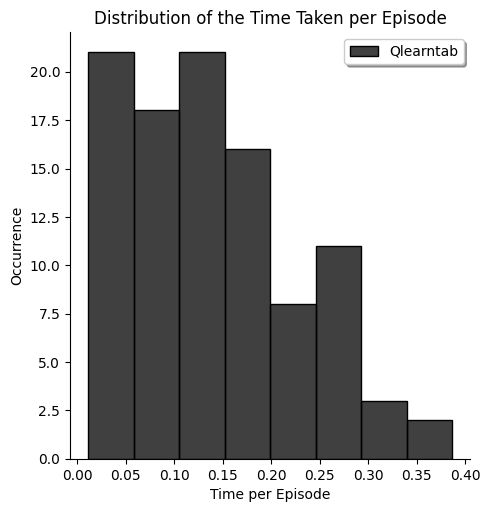 Distribution of the Time Taken per Episode
Qlearntab
20.0
17.5
15.0
12.5
10.0
7.5
5.0
2.5
0.0
Occurrence
0.00 0.05 0.10 0.15 0.20 0.25 0.30 0.35 0.40
Time per Episode